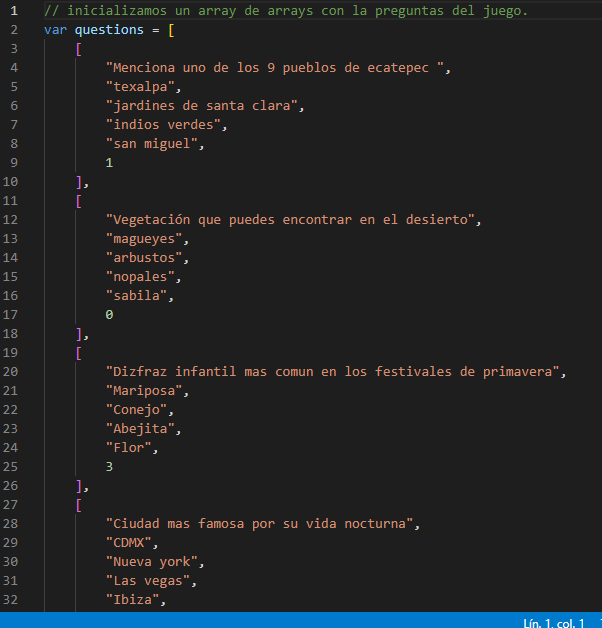 1 // inicializamos un array de arrays con la preguntas del juego.
2 var questions = [
3 [
4 "Menciona uno de los 9 pueblos de ecatepec ",
5 "texalpa",
6 "jardines de santa clara",
7 "indios verdes",
8 "san miguel",
9 1
10 ],
11 [
12 "Vegetación que puedes encontrar en el desierto",
13 "magueyes",
14 "arbustos",
15 "nopales",
16 "sabila",
17 0
18 ],
19 [
20 "Dizfraz infantil mas comun en los festivales de primavera",
21 "Mariposa",
22 "Conejo",
23 "Abejita",
24 "Flor",
25 3
26 ],
27 [
28 "Ciudad mas famosa por su vida nocturna",
29 "CDMX",
30 "Nueva york",
31 "Las vegas",
32 "Ibiza",
Lín. 1, col. 1